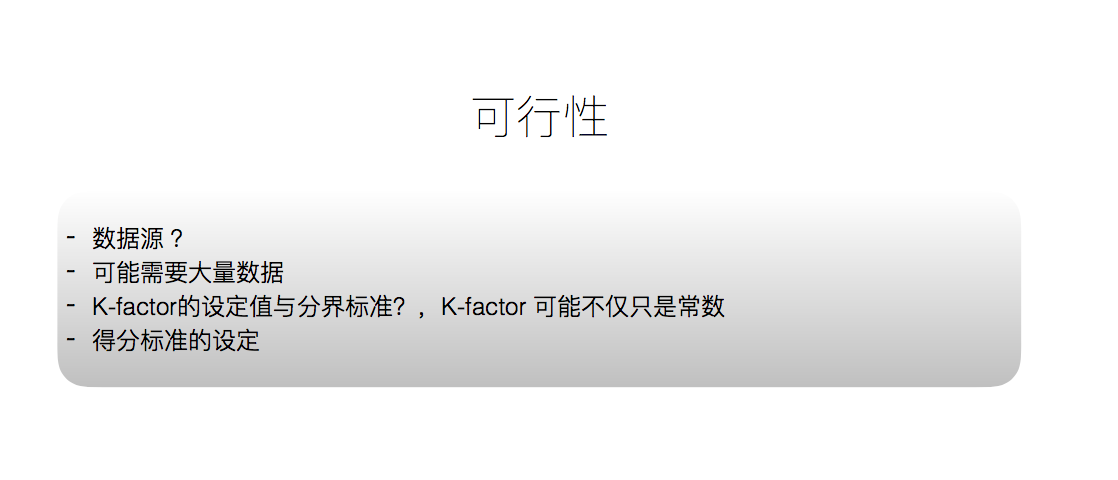 可行性
- 数据源？
- 可能需要大量数据
- K-factor的设定值与分界标准？，K-factor 可能不仅只是常数
- 得分标准的设定